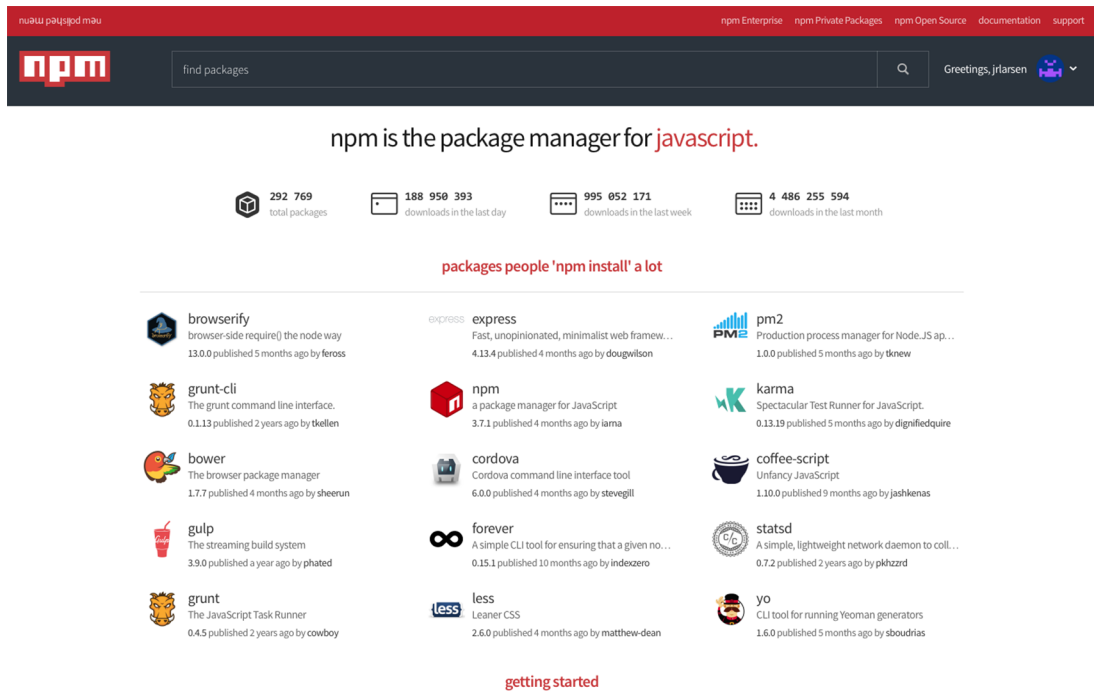 nuǝɯ pǝɥsᴉjod mǝu
npm Enterprise npm Private Packages npm Open Source documentation support
npm
find packages
Greetings, jrlarsen
npm is the package manager for javascript.
292 769
total packages
188 950 393
downloads in the last day
995 052 171
downloads in the last week
4 486 255 594
downloads in the last month
packages people 'npm install' a lot
browserify
browser-side require() the node way
13.0.0 published 5 months ago by feross
express
express
Fast, unopinionated, minimalist web framew…
4.13.4 published 4 months ago by dougwilson
PM2
pm2
Production process manager for Node.JS ap…
1.0.0 published 5 months ago by tknew
grunt-cli
The grunt command line interface.
0.1.13 published 2 years ago by tkellen
npm
a package manager for JavaScript
3.7.1 published 4 months ago by iarna
karma
Spectacular Test Runner for JavaScript.
0.13.19 published 5 months ago by dignifiedquire
bower
The browser package manager
1.7.7 published 4 months ago by sheerun
cordova
Cordova command line interface tool
6.0.0 published 4 months ago by stevegill
coffee-script
Unfancy JavaScript
1.10.0 published 9 months ago by jashkenas
Gulp
gulp
The streaming build system
3.9.0 published a year ago by phated
forever
A simple CLI tool for ensuring that a given no…
0.15.1 published 10 months ago by indexzero
C/C
statsd
A simple, lightweight network daemon to coll…
0.7.2 published 2 years ago by pkhzzrd
grunt
The JavaScript Task Runner
0.4.5 published 2 years ago by cowboy
{less}
less
Leaner CSS
2.6.0 published 4 months ago by matthew-dean
yo
CLI tool for running Yeoman generators
1.6.0 published 5 months ago by sboudrias
getting started